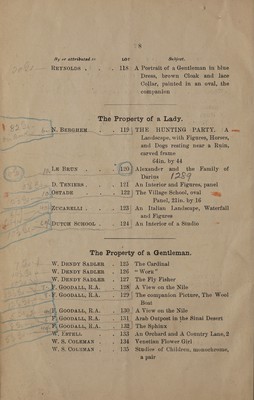 8
By or attributed to LOT Subject.
REYNOLDS . . . 118 A Portrait of a Gentleman in blue
Dress, brown Cloak and lace
Collar, painted in an oval, the
companion
The Property of a Lady.
N. BERGHEM . . 119 THE HUNTING PARTY. A
Landscape, with Figures, Horses,
and Dogs resting near a Ruin,
carved frame
64in. by 44
LE BRUN . . 120 Alexander and the Family of
Darius 1289
D. TENIERS . . 121 An Interior and Figures, panel
OSTADE . . 122 The Village School, oval
Panel, 21in. by 16
ZUCCARELLI . . 123 An Italian Landscape, Waterfall
and Figures
DUTCH SCHOOL . . 124 An Interior of a Studio
The Property of a Gentleman.
W. DENDY SADLER . 125 The Cardinal
W. DENDY SADLER . 126 "Worn"
W. DENDY SADLER . 127 The Fly Fisher
F. GOODALL, R.A. . 128 A View on the Nile
F. GOODALL, R.A. . 129 The companion Picture, The Wool
Boat
F. GOODALL, R.A. . 130 A View on the Nile
F. GOODALL, R.A. . 131 Arab Outpost in the Sinai Desert
F. GOODALL, R.A. . 132 The Sphinx
W. ESTALL . 133 An Orchard and A Country Lane, 2
W. S. COLEMAN . 134 Venetian Flower Girl
W. S. COLEMAN . 135 Studies of Children, monochrome,
a pair